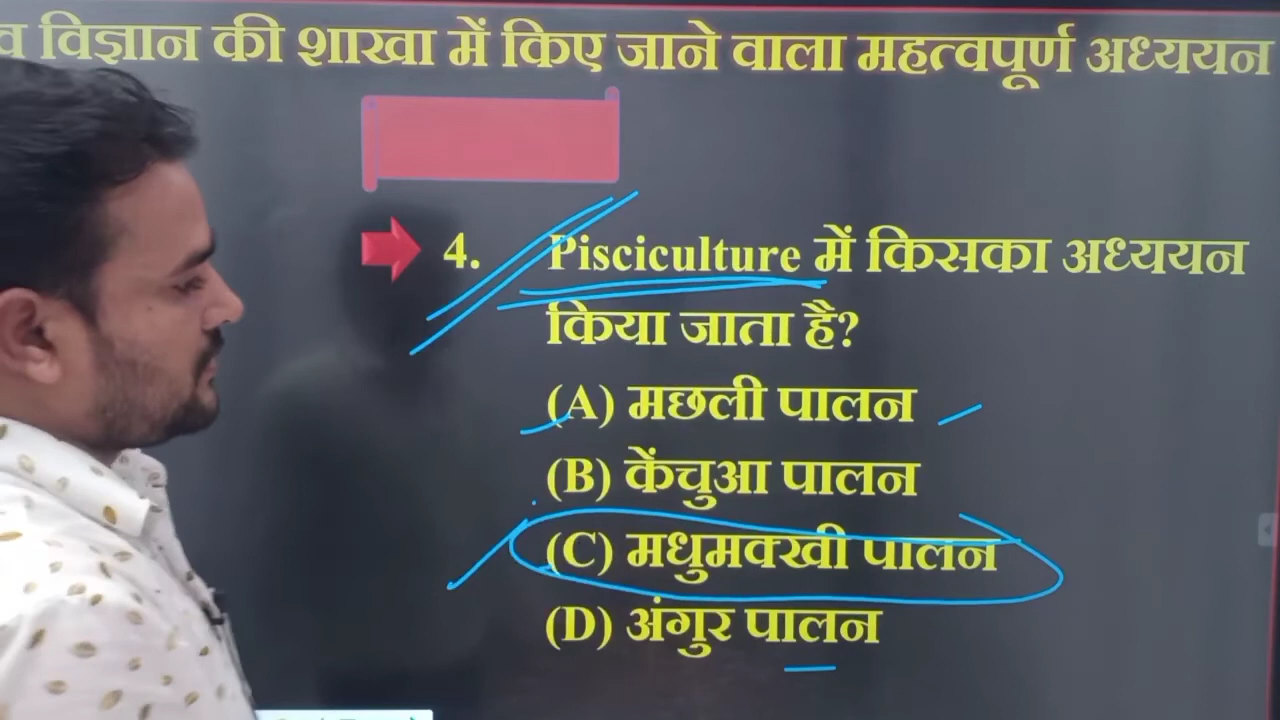 विज्ञान की शाखा में किए जाने वाला महत्वपूर्ण अध्ययन
4. Pisciculture में किसका अध्ययन
किया जाता है?
(A) मछली पालन
(B) केंचुआ पालन
(C) मधुमक्खी पालन
(D) अंगुर पालन